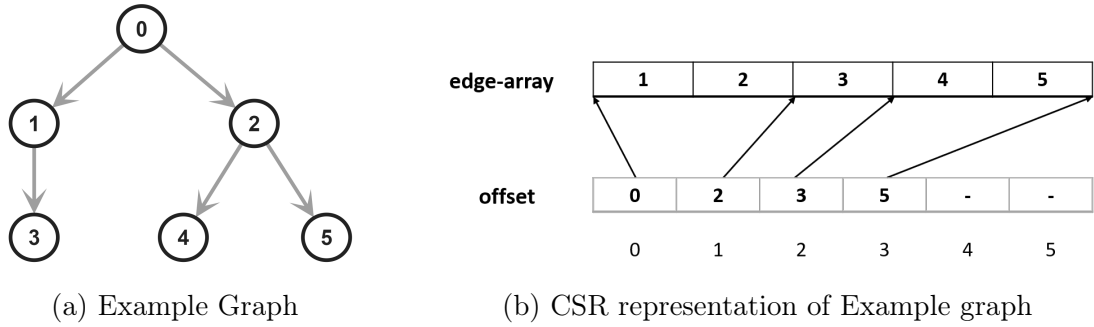 0
1
2
3
4
5
edge-array 1 2 3 4 5
offset 0 2 3 5 - -
0 1 2 3 4 5
(a) Example Graph
(b) CSR representation of Example graph